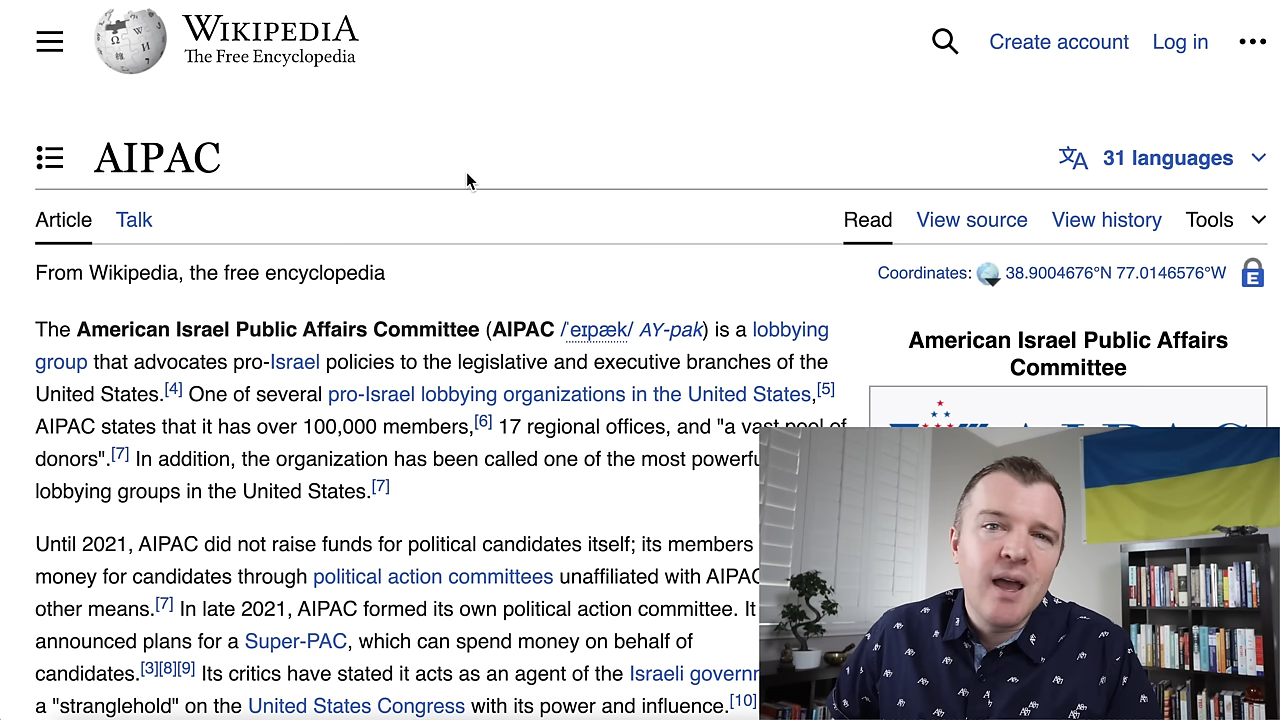 WIKIPEDIA
The Free Encyclopedia
Create account Log in
AIPAC
31 languages
Article Talk Read View source View history Tools
From Wikipedia, the free encyclopedia
Coordinates: 38.9004676°N 77.0146576°W
The American Israel Public Affairs Committee (AIPAC /ˈeɪpæk/ AY-pak) is a lobbying
group that advocates pro-Israel policies to the legislative and executive branches of the
United States.[4] One of several pro-Israel lobbying organizations in the United States,[5]
AIPAC states that it has over 100,000 members,[6] 17 regional offices, and "a vast pool of
donors".[7] In addition, the organization has been called one of the most powerfu
lobbying groups in the United States.[7]
Until 2021, AIPAC did not raise funds for political candidates itself; its members
money for candidates through political action committees unaffiliated with AIPAC
other means.[7] In late 2021, AIPAC formed its own political action committee. It
announced plans for a Super-PAC, which can spend money on behalf of
candidates.[3][8][9] Its critics have stated it acts as an agent of the Israeli governm
a "stranglehold" on the United States Congress with its power and influence.[10]
American Israel Public Affairs
Committee